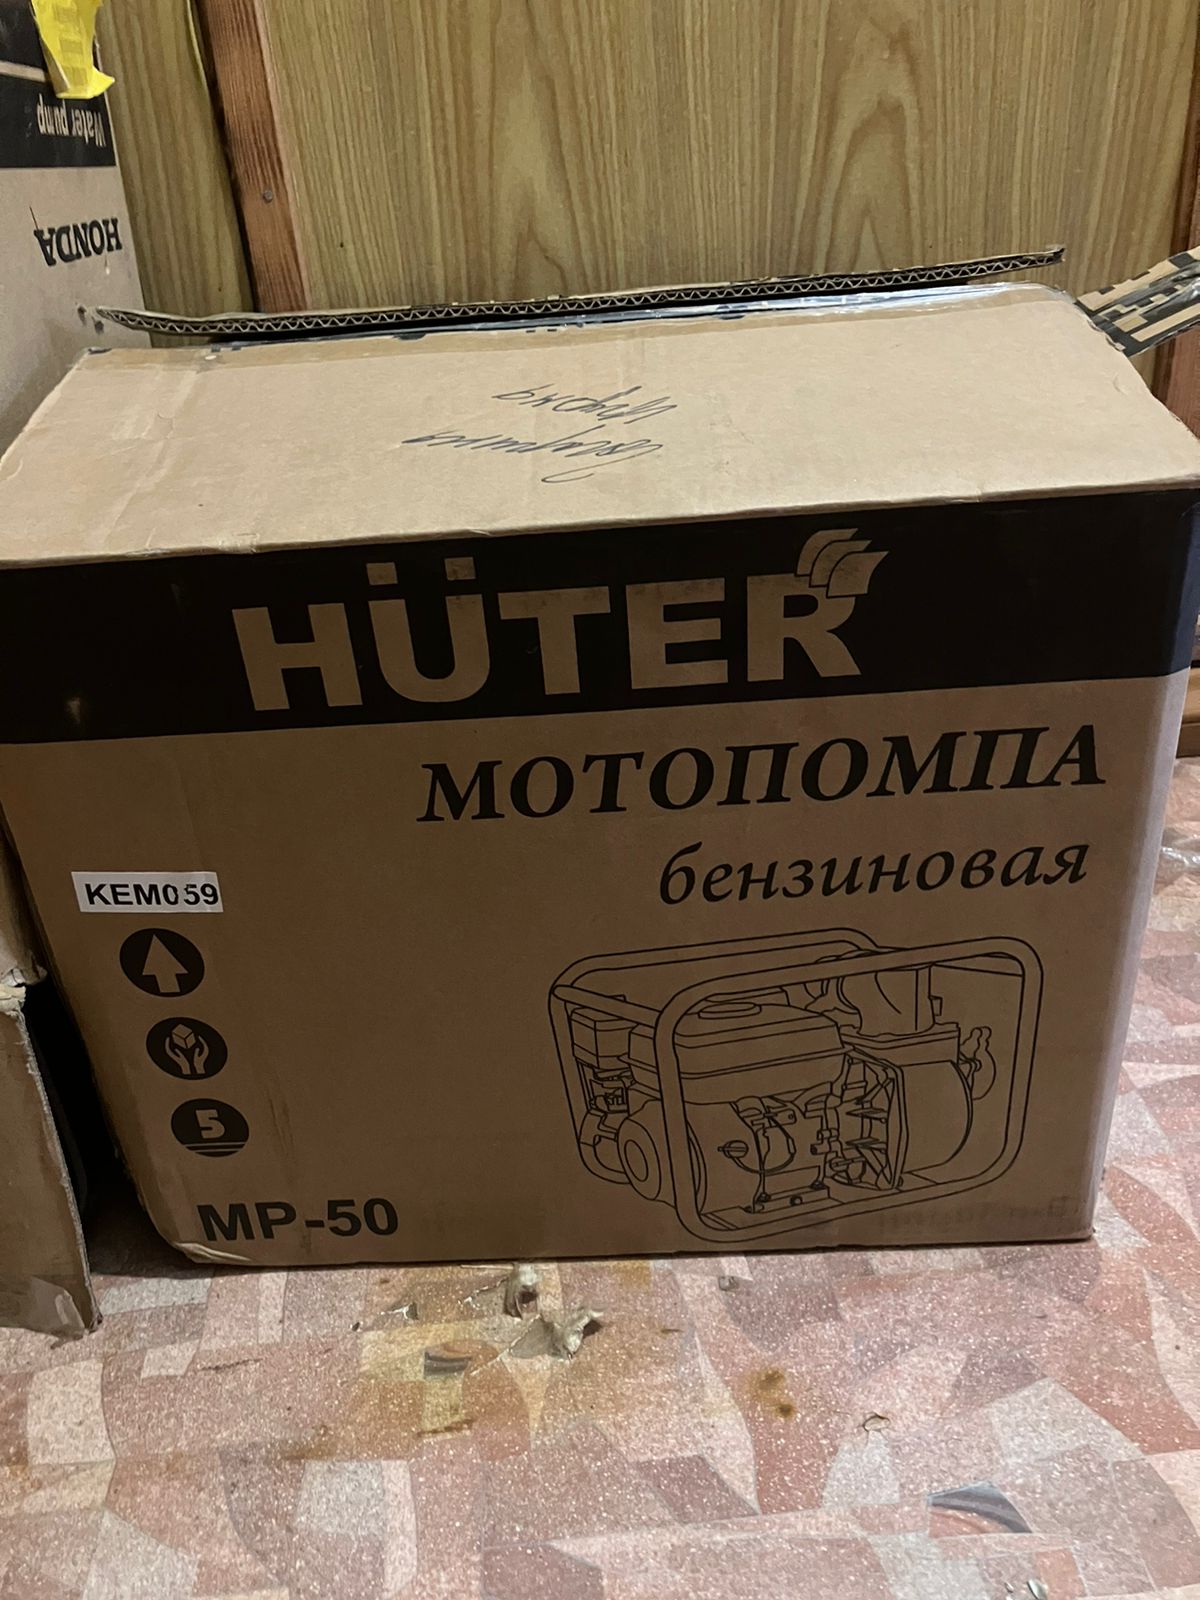 Water pump
HONDA
HÜTER
МОТОПОМПА
бензиновая
KEM059
5
MP-50